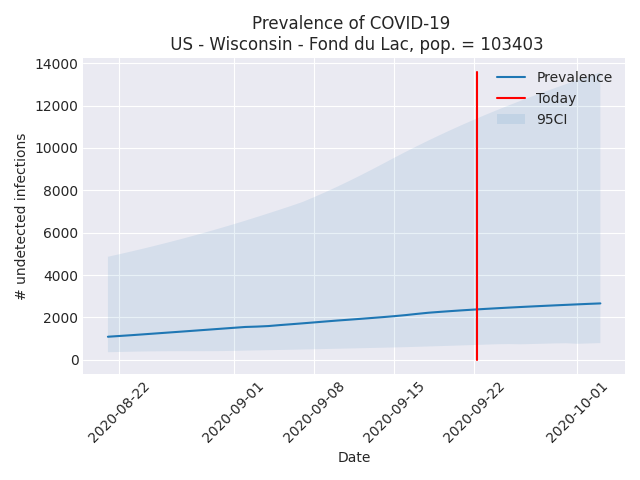 Prevalence of COVID-19
US - Wisconsin - Fond du Lac, pop. = 103403
14000
12000
10000
8000
6000
4000
2000
0
# undetected infections
Prevalence
Today
95CI
2020-08-22
2020-09-01
2020-09-08
2020-09-15
2020-09-22
2020-10-01
Date